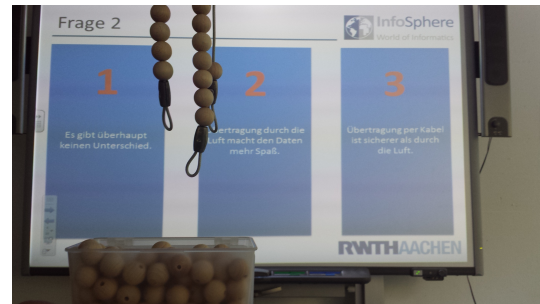 Frage 2
InfoSphere
World of Informatics
1
Es gibt überhaupt
keinen Unterschied.
2
bertragung durch die
Luft macht den Daten
mehr Spaß.
3
Übertragung per Kabel
ist sicherer als durch
die Luft.
RWTHAACHEN